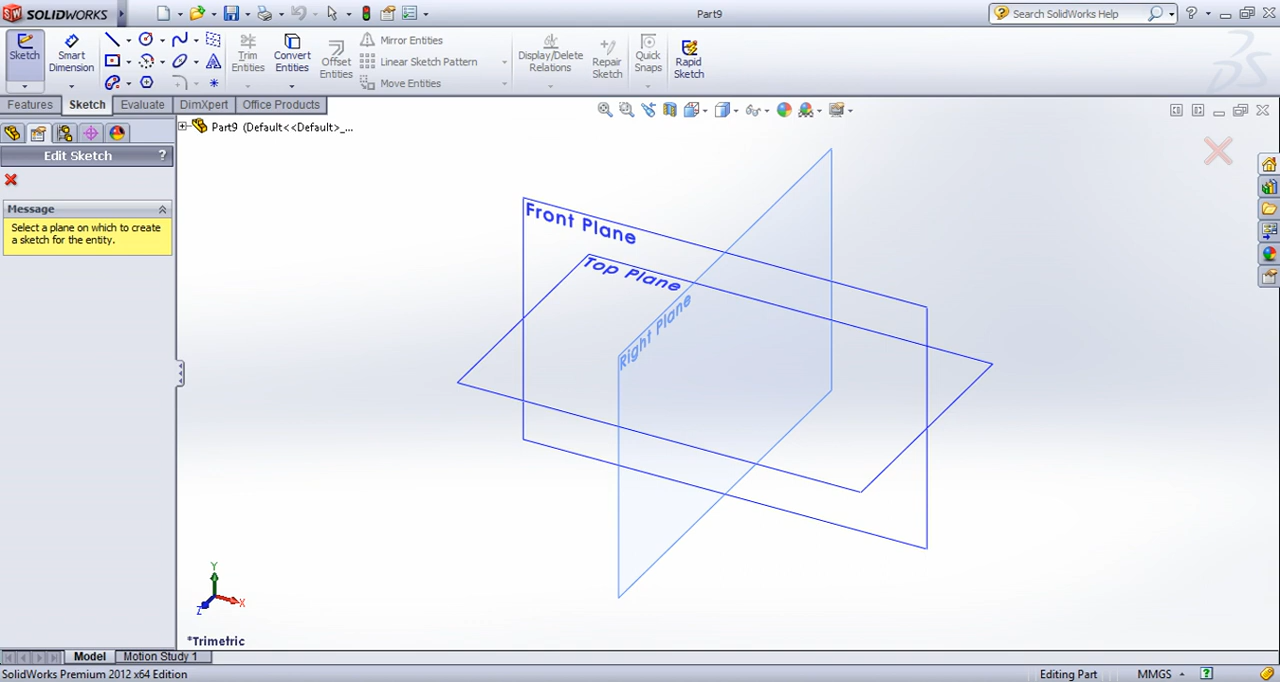 SOLIDWORKS
Part9
Search SolidWorks Help
Sketch
Smart
Dimension
Trim
Entities
Convert
Entities
Offset
Entities
Mirror Entities
Linear Sketch Pattern
Move Entities
Display/Delete
Relations
Repair
Sketch
Quick
Snaps
Rapid
Sketch
Features
Sketch
Evaluate
DimXpert
Office Products
Part9 (Default<<Default>_...
Edit Sketch
?
Message
Select a plane on which to create
a sketch for the entity.
Front Plane
Top Plane
Right Plane
Y
X
Z
*Trimetric
Model
Motion Study 1
SolidWorks Premium 2012 x64 Edition
Editing Part
MMGS
?